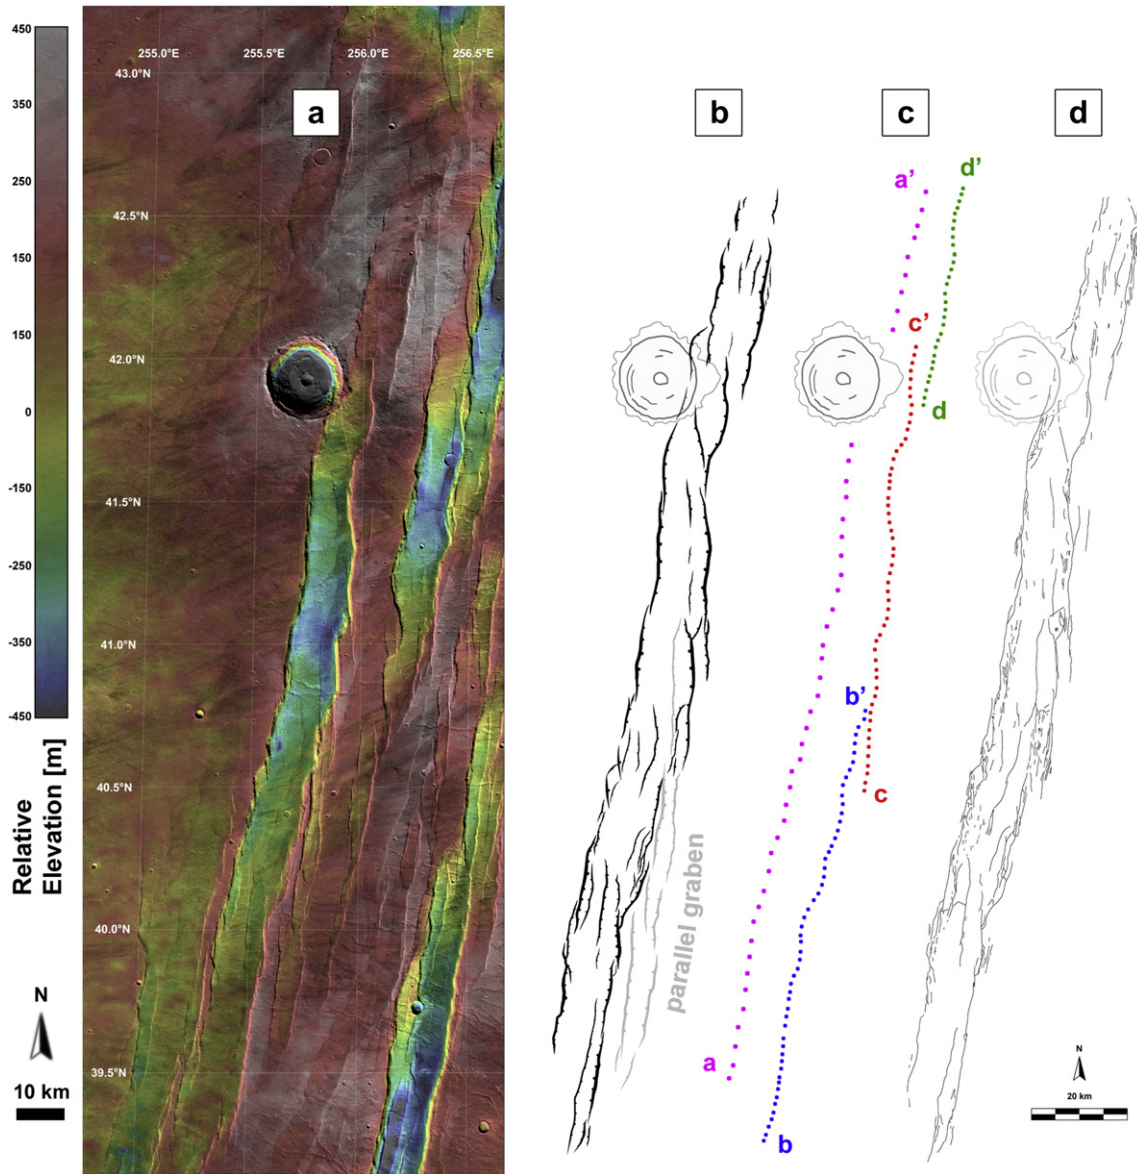 450
350
250
150
0
-150
-250
-350
-450
Relative
Elevation [m]
N
10 km
255.0°E
255.5°E
256.0°E
256.5°E
43.0°N
42.5°N
42.0°N
41.5°N
41.0°N
40.5°N
40.0°N
39.5°N
a
b
parallel graben
c
a’
d’
c’
d
b’
c
a
b
d
N
20 km